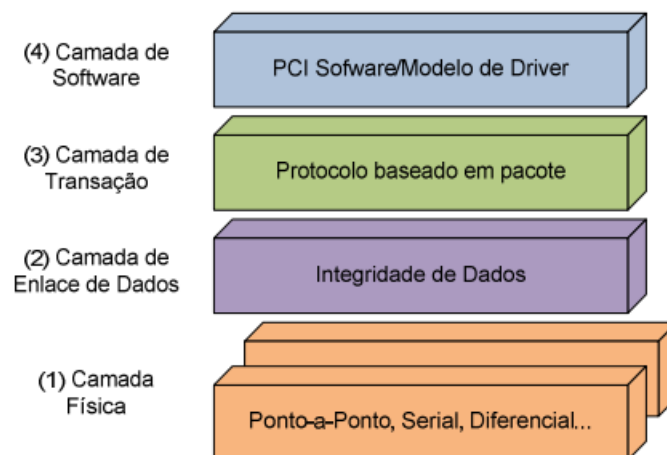 (4) Camada de
Software
PCI Sofware/Modelo de Driver
(3) Camada de
Transação
Protocolo baseado em pacote
(2) Camada de
Enlace de Dados
Integridade de Dados
(1) Camada
Física
Ponto-a-Ponto, Serial, Diferencial...